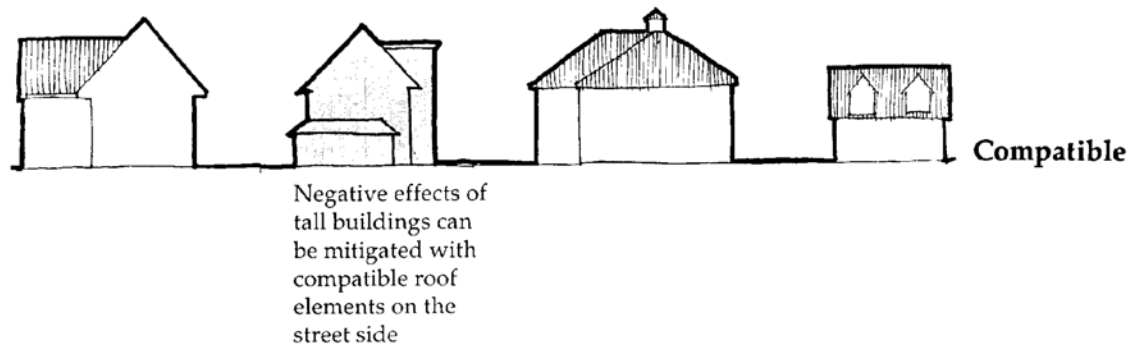 Compatible
Negative effects of
tall buildings can
be mitigated with
compatible roof
elements on the
street side